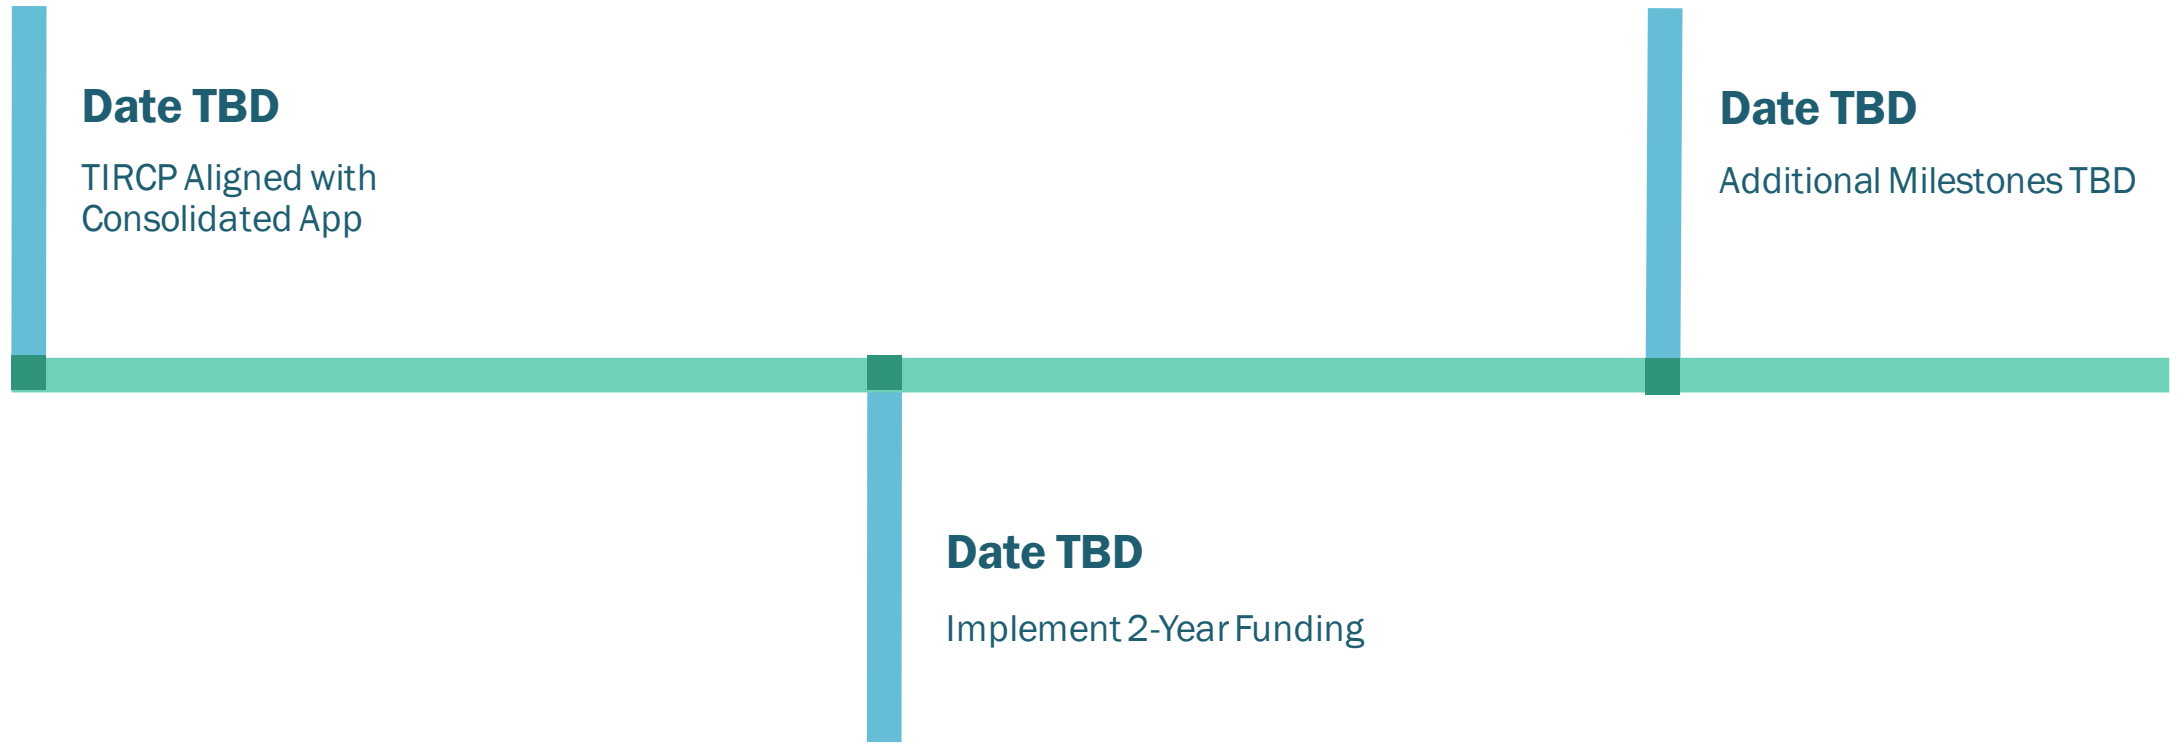 Date TBD
TIRCP Aligned with
Consolidated App
Date TBD
Implement 2-Year Funding
Date TBD
Additional Milestones TBD